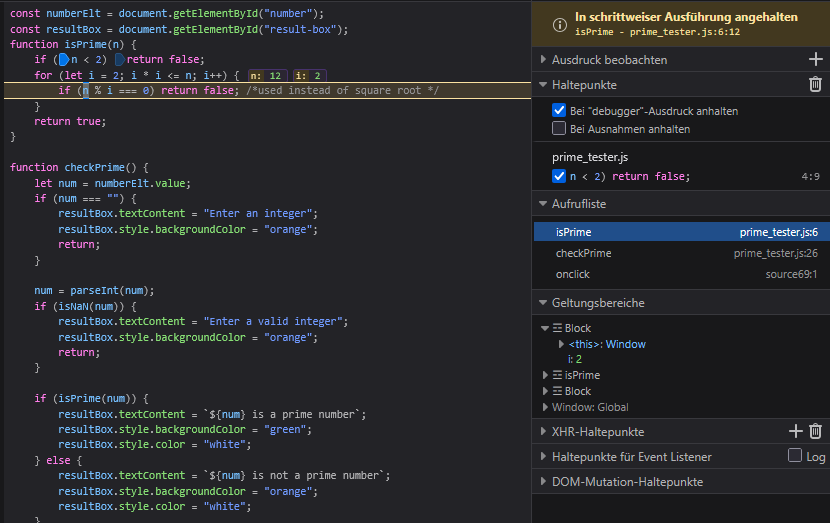 const numberElt = document.getElementById("number");
const resultBox = document.getElementById("result-box");
function isPrime(n) {
    if (n < 2) return false;
    for (let i = 2; i * i <= n; i++) { n: 12 i: 2
        if (n % i === 0) return false; /*used instead of square root */
    }
    return true;
}

function checkPrime() {
    let num = numberElt.value;
    if (num === "") {
        resultBox.textContent = "Enter an integer";
        resultBox.style.backgroundColor = "orange";
        return;
    }

    num = parseInt(num);
    if (isNaN(num)) {
        resultBox.textContent = "Enter a valid integer";
        resultBox.style.backgroundColor = "orange";
        return;
    }

    if (isPrime(num)) {
        resultBox.textContent = `${num} is a prime number`;
        resultBox.style.backgroundColor = "green";
        resultBox.style.color = "white";
    } else {
        resultBox.textContent = `${num} is not a prime number`;
        resultBox.style.backgroundColor = "orange";
        resultBox.style.color = "white";
    }
In schrittweiser Ausführung angehalten
isPrime - prime_tester.js:6:12
Ausdruck beobachten
Haltepunkte
Bei "debugger"-Ausdruck anhalten
Bei Ausnahmen anhalten
prime_tester.js
n < 2) return false; 4:9
Aufrufliste
isPrime prime_tester.js:6
checkPrime prime_tester.js:26
onclick source69:1
Geltungsbereiche
Block
<this>: Window
i: 2
isPrime
Block
Window: Global
XHR-Haltepunkte
Haltepunkte für Event Listener Log
DOM-Mutation-Haltepunkte